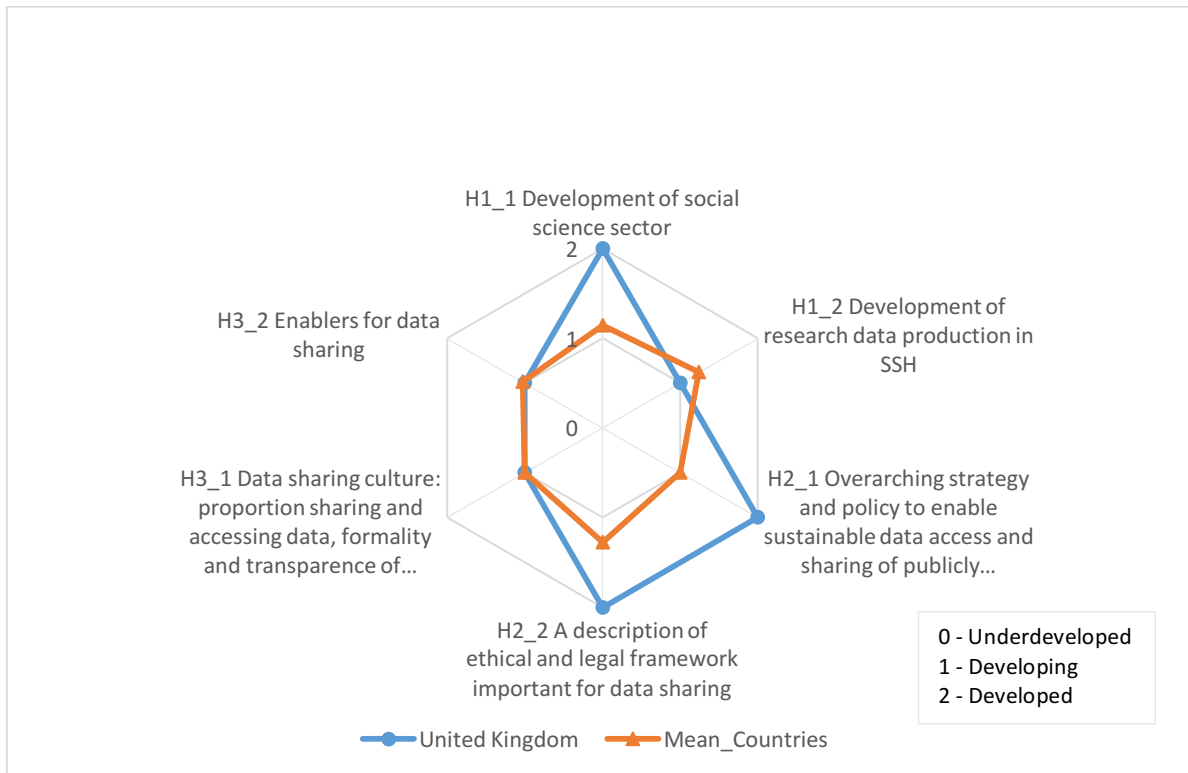 H1_1 Development of social
science sector
2
1
0
H1_2 Development of
research data production in
SSH
H2_1 Overarching strategy
and policy to enable
sustainable data access and
sharing of publicly...
H2_2 A description of
ethical and legal framework
important for data sharing
H3_1 Data sharing culture:
proportion sharing and
accessing data, formality
and transparence of...
H3_2 Enablers for data
sharing
0 - Underdeveloped
1 - Developing
2 - Developed
United Kingdom
Mean_Countries